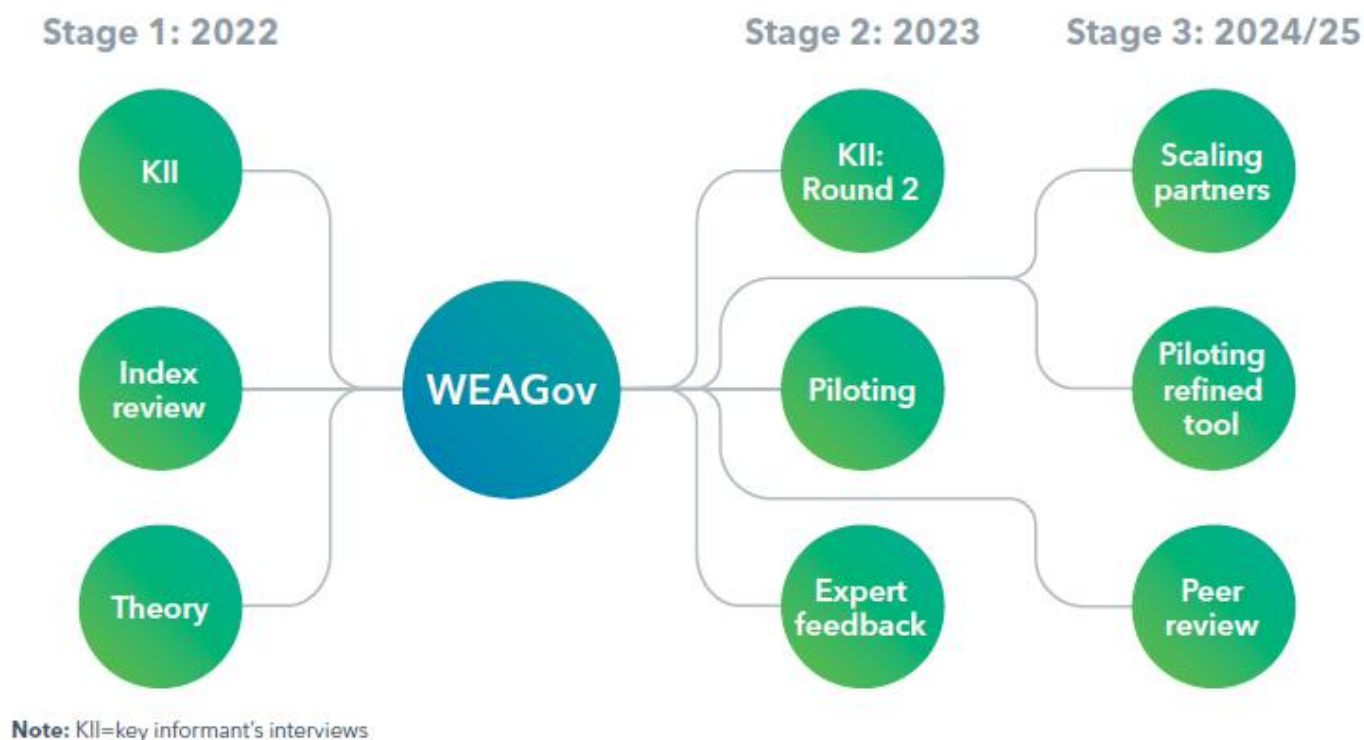 Stage 1: 2022
Stage 2: 2023
Stage 3: 2024/25
KII
Index
review
Theory
WEAGov
KII:
Round 2
Piloting
Expert
feedback
Scaling
partners
Piloting
refined
tool
Peer
review
Note: KII=key informant's interviews